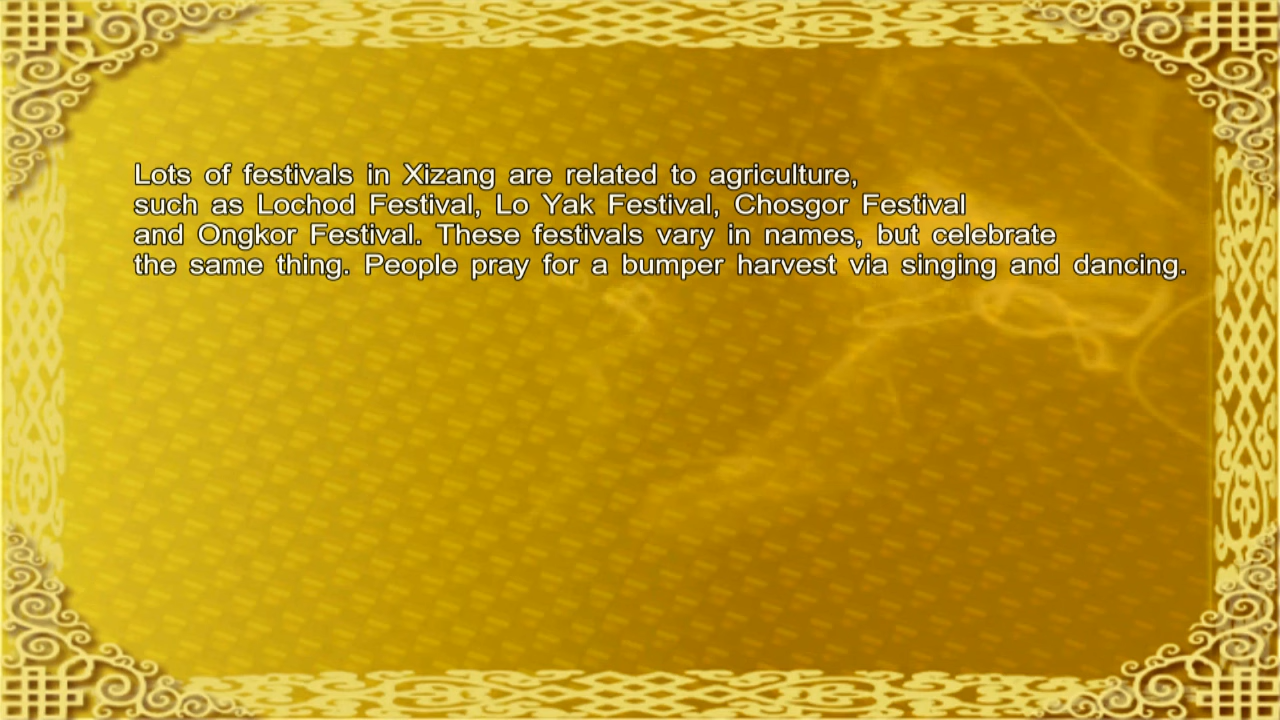 Lots of festivals in Xizang are related to agriculture,
such as Lochod Festival, Lo Yak Festival, Chosgor Festival
and Ongkor Festival. These festivals vary in names, but celebrate
the same thing. People pray for a bumper harvest via singing and dancing.